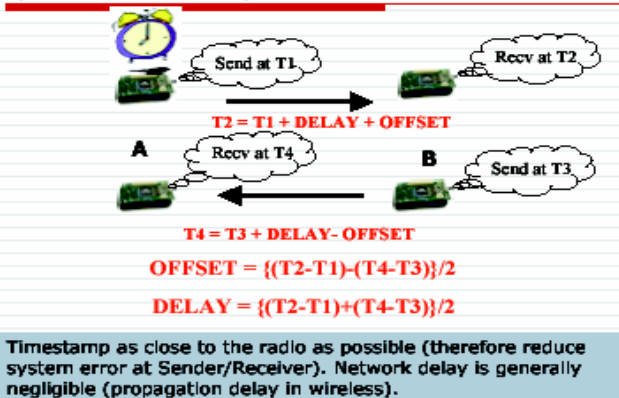 Send at T1
Recv at T2
T2 = T1 + DELAY + OFFSET
A
Recv at T4
B
Send at T3
T4 = T3 + DELAY- OFFSET
OFFSET = {(T2-T1)-(T4-T3)}/2
DELAY = {(T2-T1)+(T4-T3)}/2
Timestamp as close to the radio as possible (therefore reduce
system error at Sender/Receiver). Network delay is generally
negligible (propagation delay in wireless).